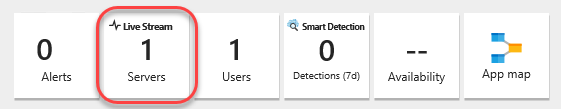 Live Stream
Smart Detection
0
1
1
0
--
Alerts
Servers
Users
Detections (7d)
Availability
App map